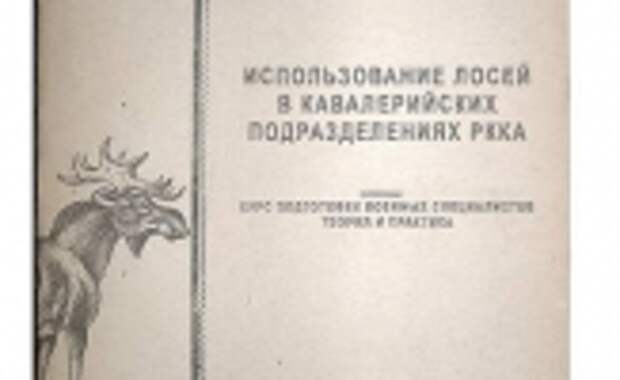 ИСПОЛЬЗОВАНИЕ ЛОСЕЙ
В КАВАЛЕРИЙСКИХ
ПОДРАЗДЕЛЕНИЯХ РККА
КУРС ПОДГОТОВКИ ВОЕННЫХ СПЕЦИАЛИСТОВ
ТЕОРИЯ И ПРАКТИКА